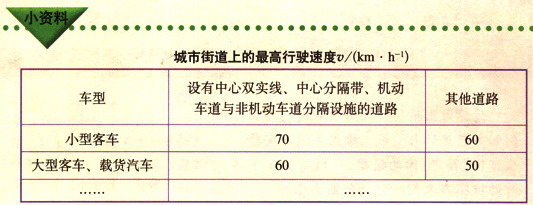 小资料
城市街道上的最高行驶速度v/(km·h⁻¹)
车型
设有中心双实线、中心分隔带、机动
车道与非机动车道分隔设施的道路
其他道路
小型客车 70 60
大型客车、载货汽车 60 50
…… ……